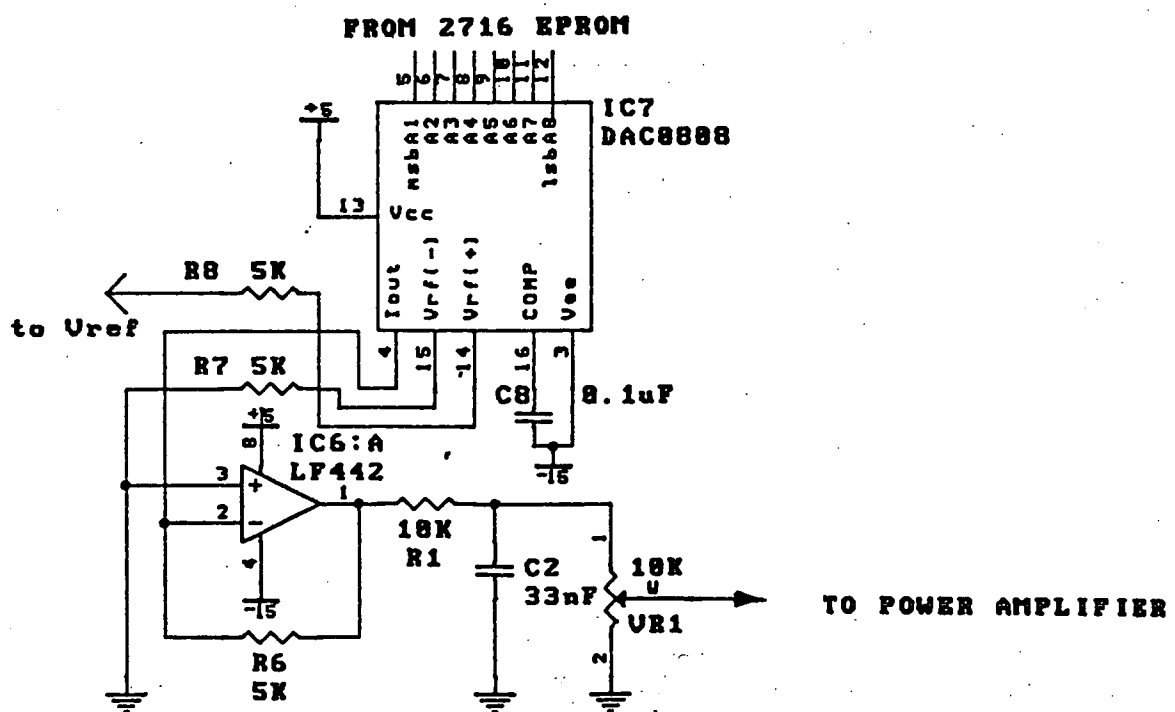 FROM 2716 EPROM
5 6 7 8 9 10 11 12
+5
IC7
DAC0808
msbA1 A2 A3 A4 A5 A6 A7 lsbA8
13
Vcc
R8 5K
Iout Vrf(-) Vrf(+) COMP Vee
to Vref
4 15 -14 16 3
R7 5K
C8 0.1uF
+5
8
IC6:A
LF442
-15
3
+
1
2
-
10K
R1
4
-15
C2
33nF
1
10K
W
VR1
2
TO POWER AMPLIFIER
R6
5K